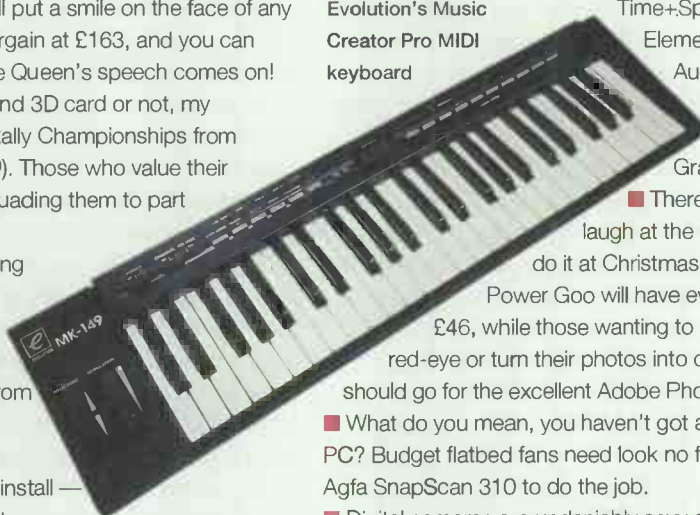 ll put a smile on the face of any
rgain at £163, and you can
e Queen's speech comes on!
nd 3D card or not, my
ally Championships from
). Those who value their
uading them to part
ng
rom
install —
Evolution's Music
Creator Pro MIDI
keyboard
MK-149
Time+Sp
Eleme
Au
Gra
■ There
laugh at the
do it at Christmas
Power Goo will have ev
£46, while those wanting to
red-eye or turn their photos into c
should go for the excellent Adobe Pho
■ What do you mean, you haven't got a
PC? Budget flatbed fans need look no f
Agfa SnapScan 310 to do the job.